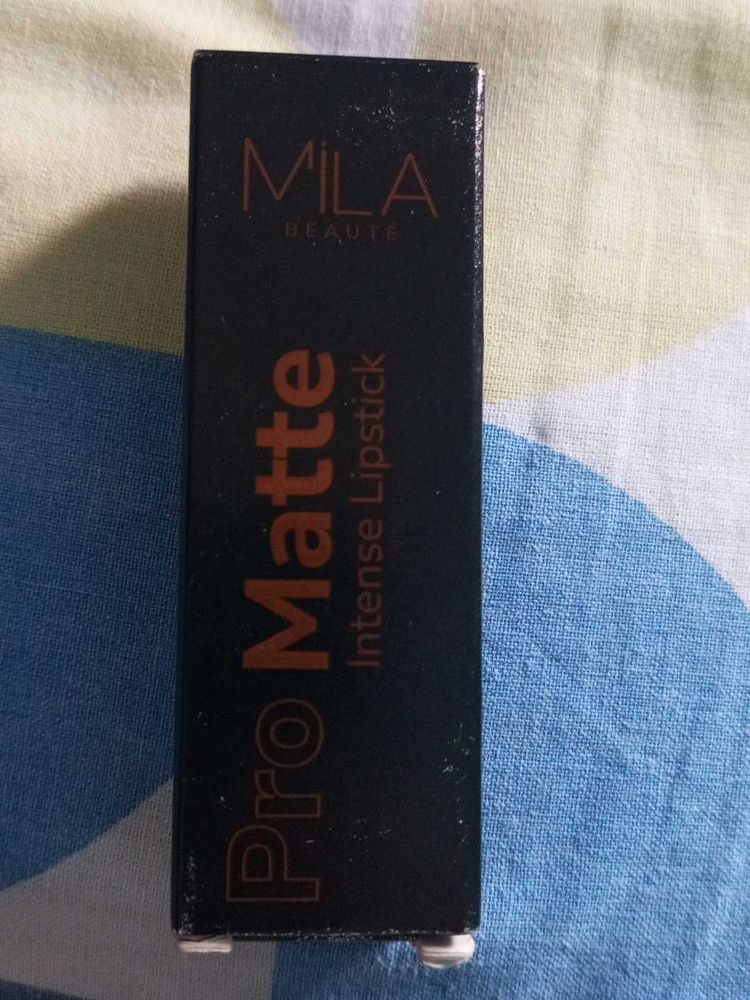 MiLA
BEAUTÉ
Pro Matte
Intense Lipstick